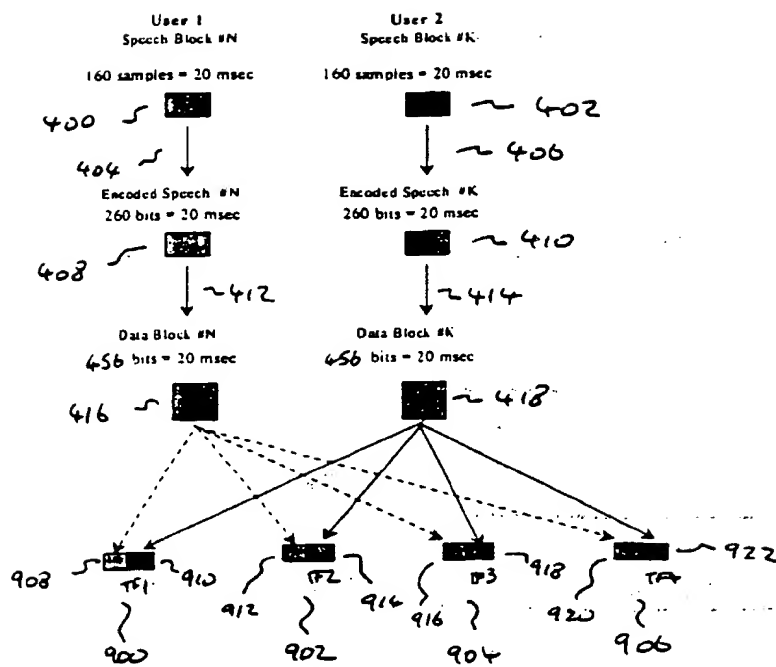 User 1 User 2
Speech Block #N Speech Block #K
160 samples = 20 msec 160 samples = 20 msec
400 402
404 406
Encoded Speech #N Encoded Speech #K
260 bits = 20 msec 260 bits = 20 msec
408 410
412 414
Data Block #N Data Block #K
456 bits = 20 msec 456 bits = 20 msec
416 418
908 TF1 910 912 TF2 914 916 TF3 918 920 922
900 902 904 906